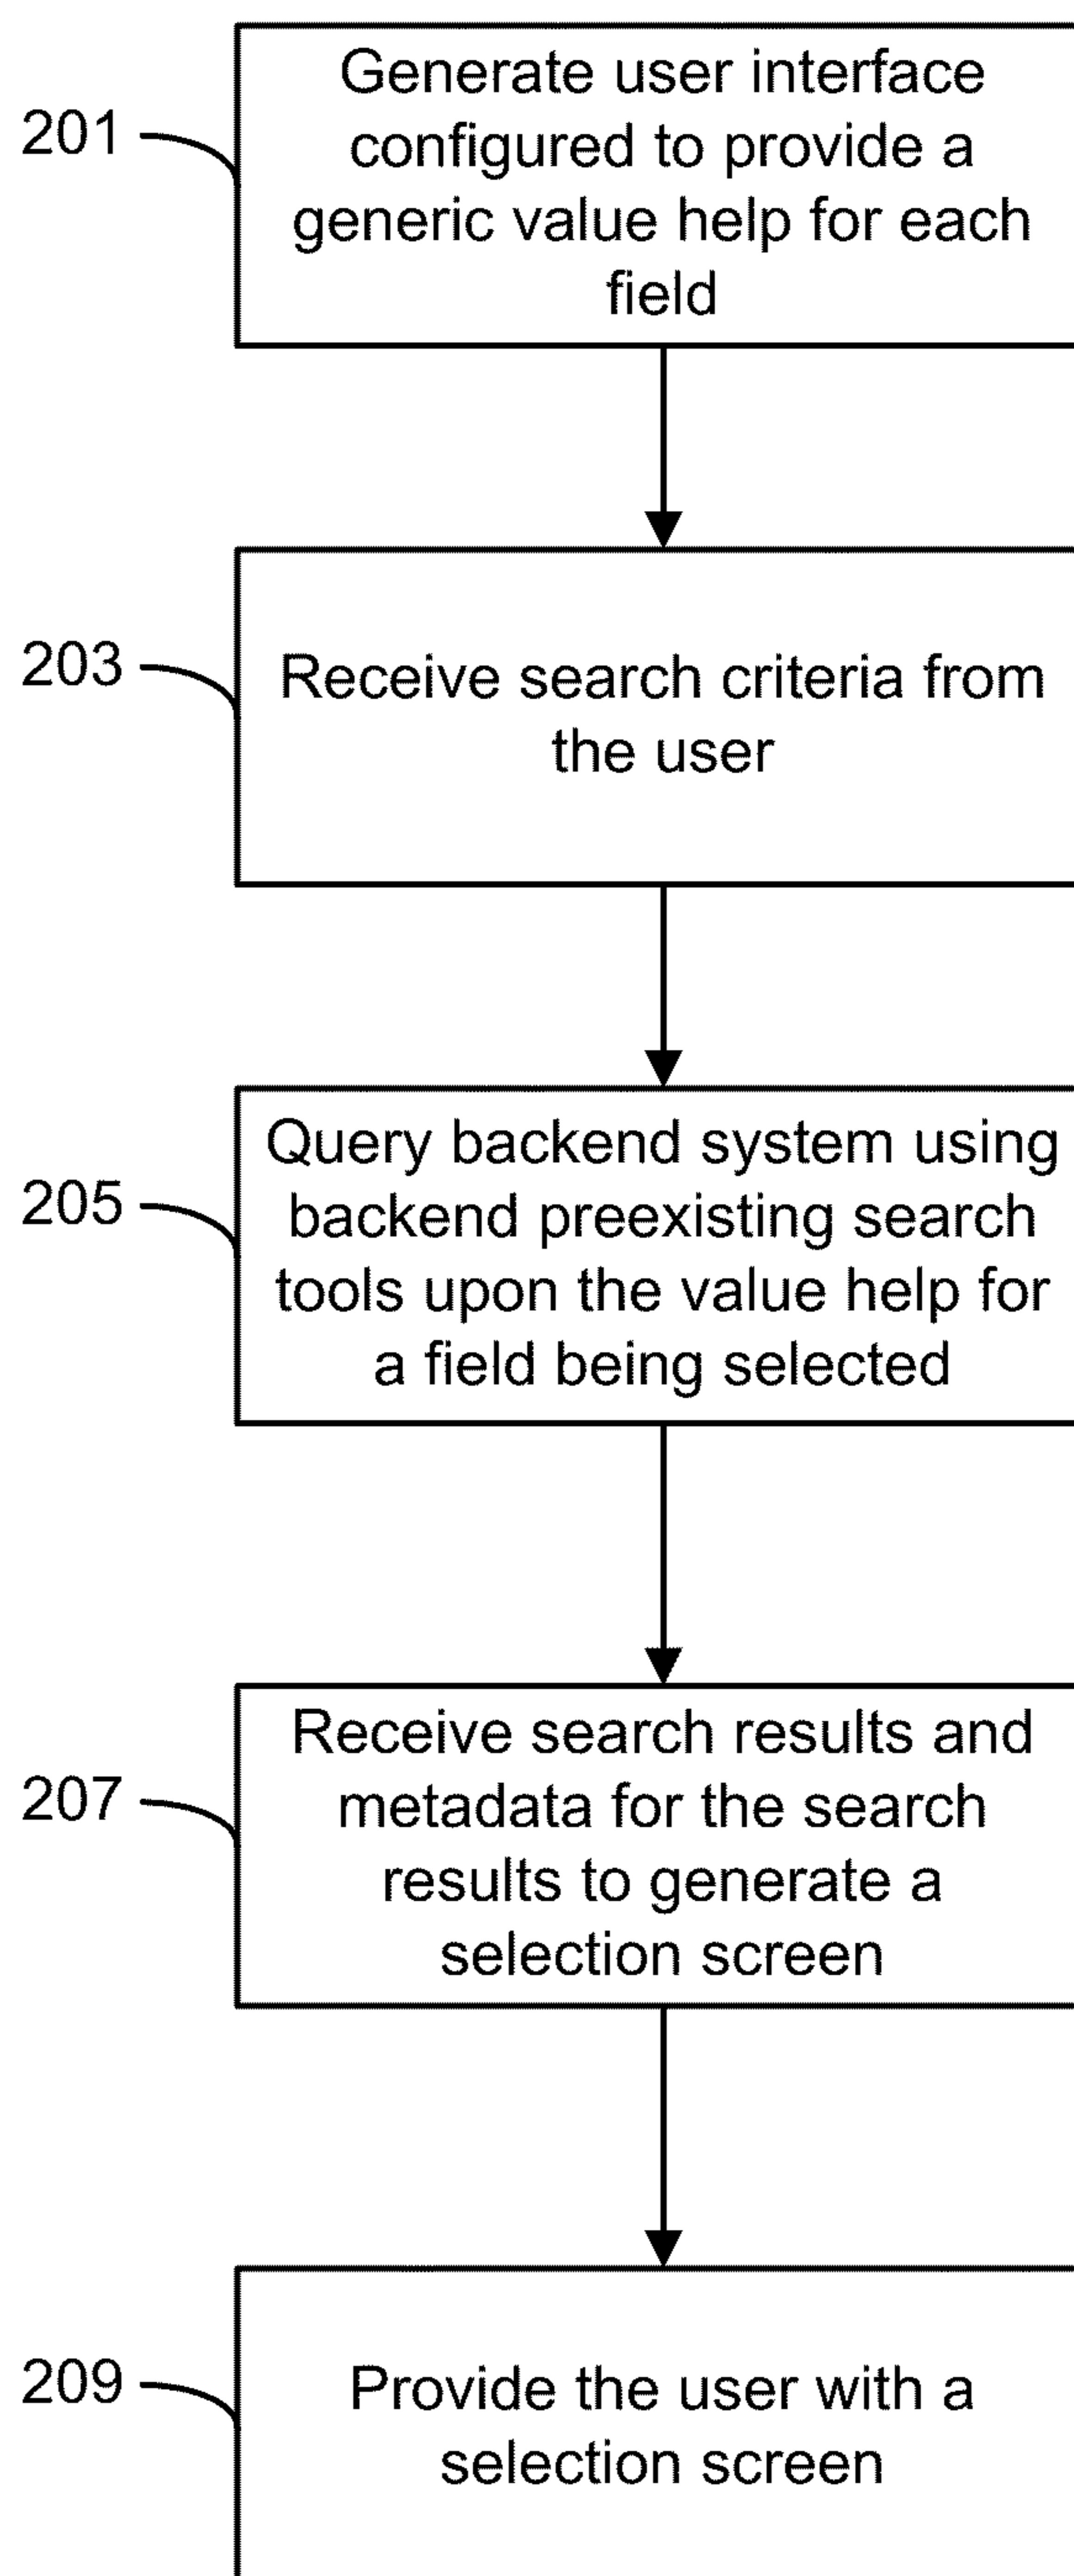 Generate user interface
201
configured to provide a
generic value help for each
field
203
Receive search criteria from
the user
Query backend system using
205
backend preexisting search
tools upon the value help for
a field being selected
Receive search results and
207
metadata for the search
results to generate a
selection screen
209
Provide the user with a
selection screen